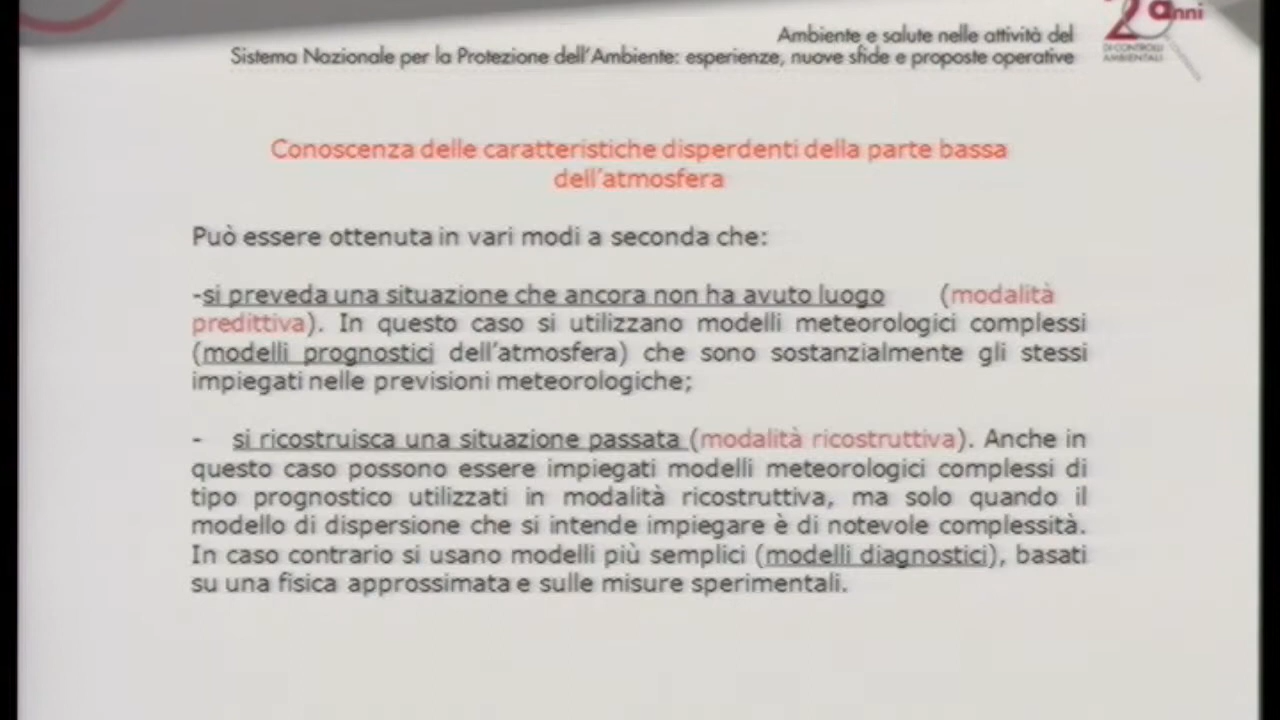 20 anni
DI CONTROLLI
AMBIENTALI
Ambiente e salute nelle attività del
Sistema Nazionale per la Protezione dell'Ambiente: esperienze, nuove sfide e proposte operative
Conoscenza delle caratteristiche disperdenti della parte bassa
dell'atmosfera
Può essere ottenuta in vari modi a seconda che:
-si preveda una situazione che ancora non ha avuto luogo (modalità
predittiva). In questo caso si utilizzano modelli meteorologici complessi
(modelli prognostici dell'atmosfera) che sono sostanzialmente gli stessi
impiegati nelle previsioni meteorologiche;
- si ricostruisca una situazione passata (modalità ricostruttiva). Anche in
questo caso possono essere impiegati modelli meteorologici complessi di
tipo prognostico utilizzati in modalità ricostruttiva, ma solo quando il
modello di dispersione che si intende impiegare è di notevole complessità.
In caso contrario si usano modelli più semplici (modelli diagnostici), basati
su una fisica approssimata e sulle misure sperimentali.